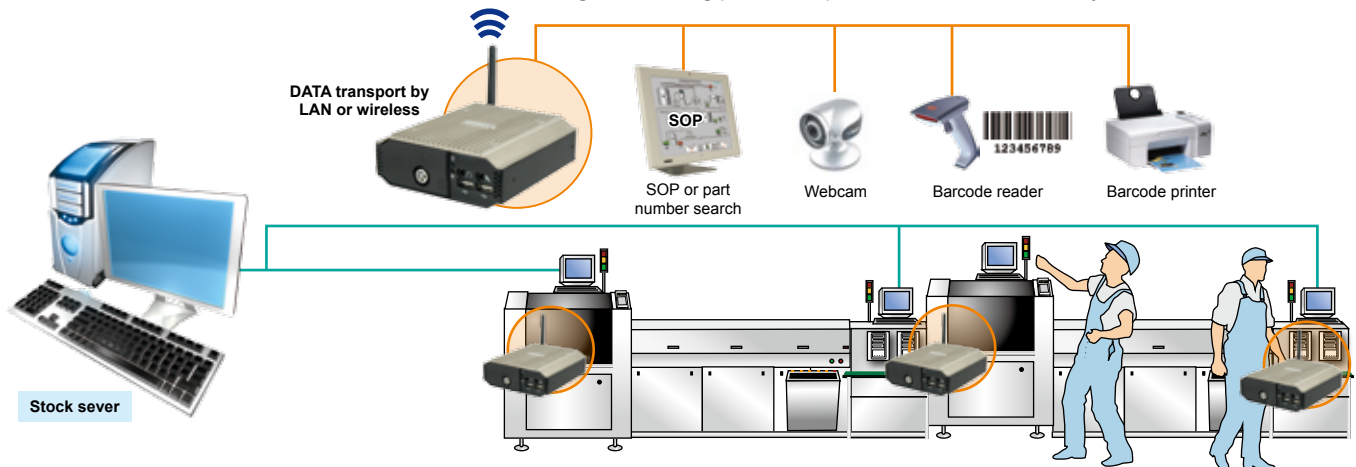 DATA transport by
LAN or wireless
SOP
123456789
SOP or part
number search
Webcam
Barcode reader
Barcode printer
Stock sever